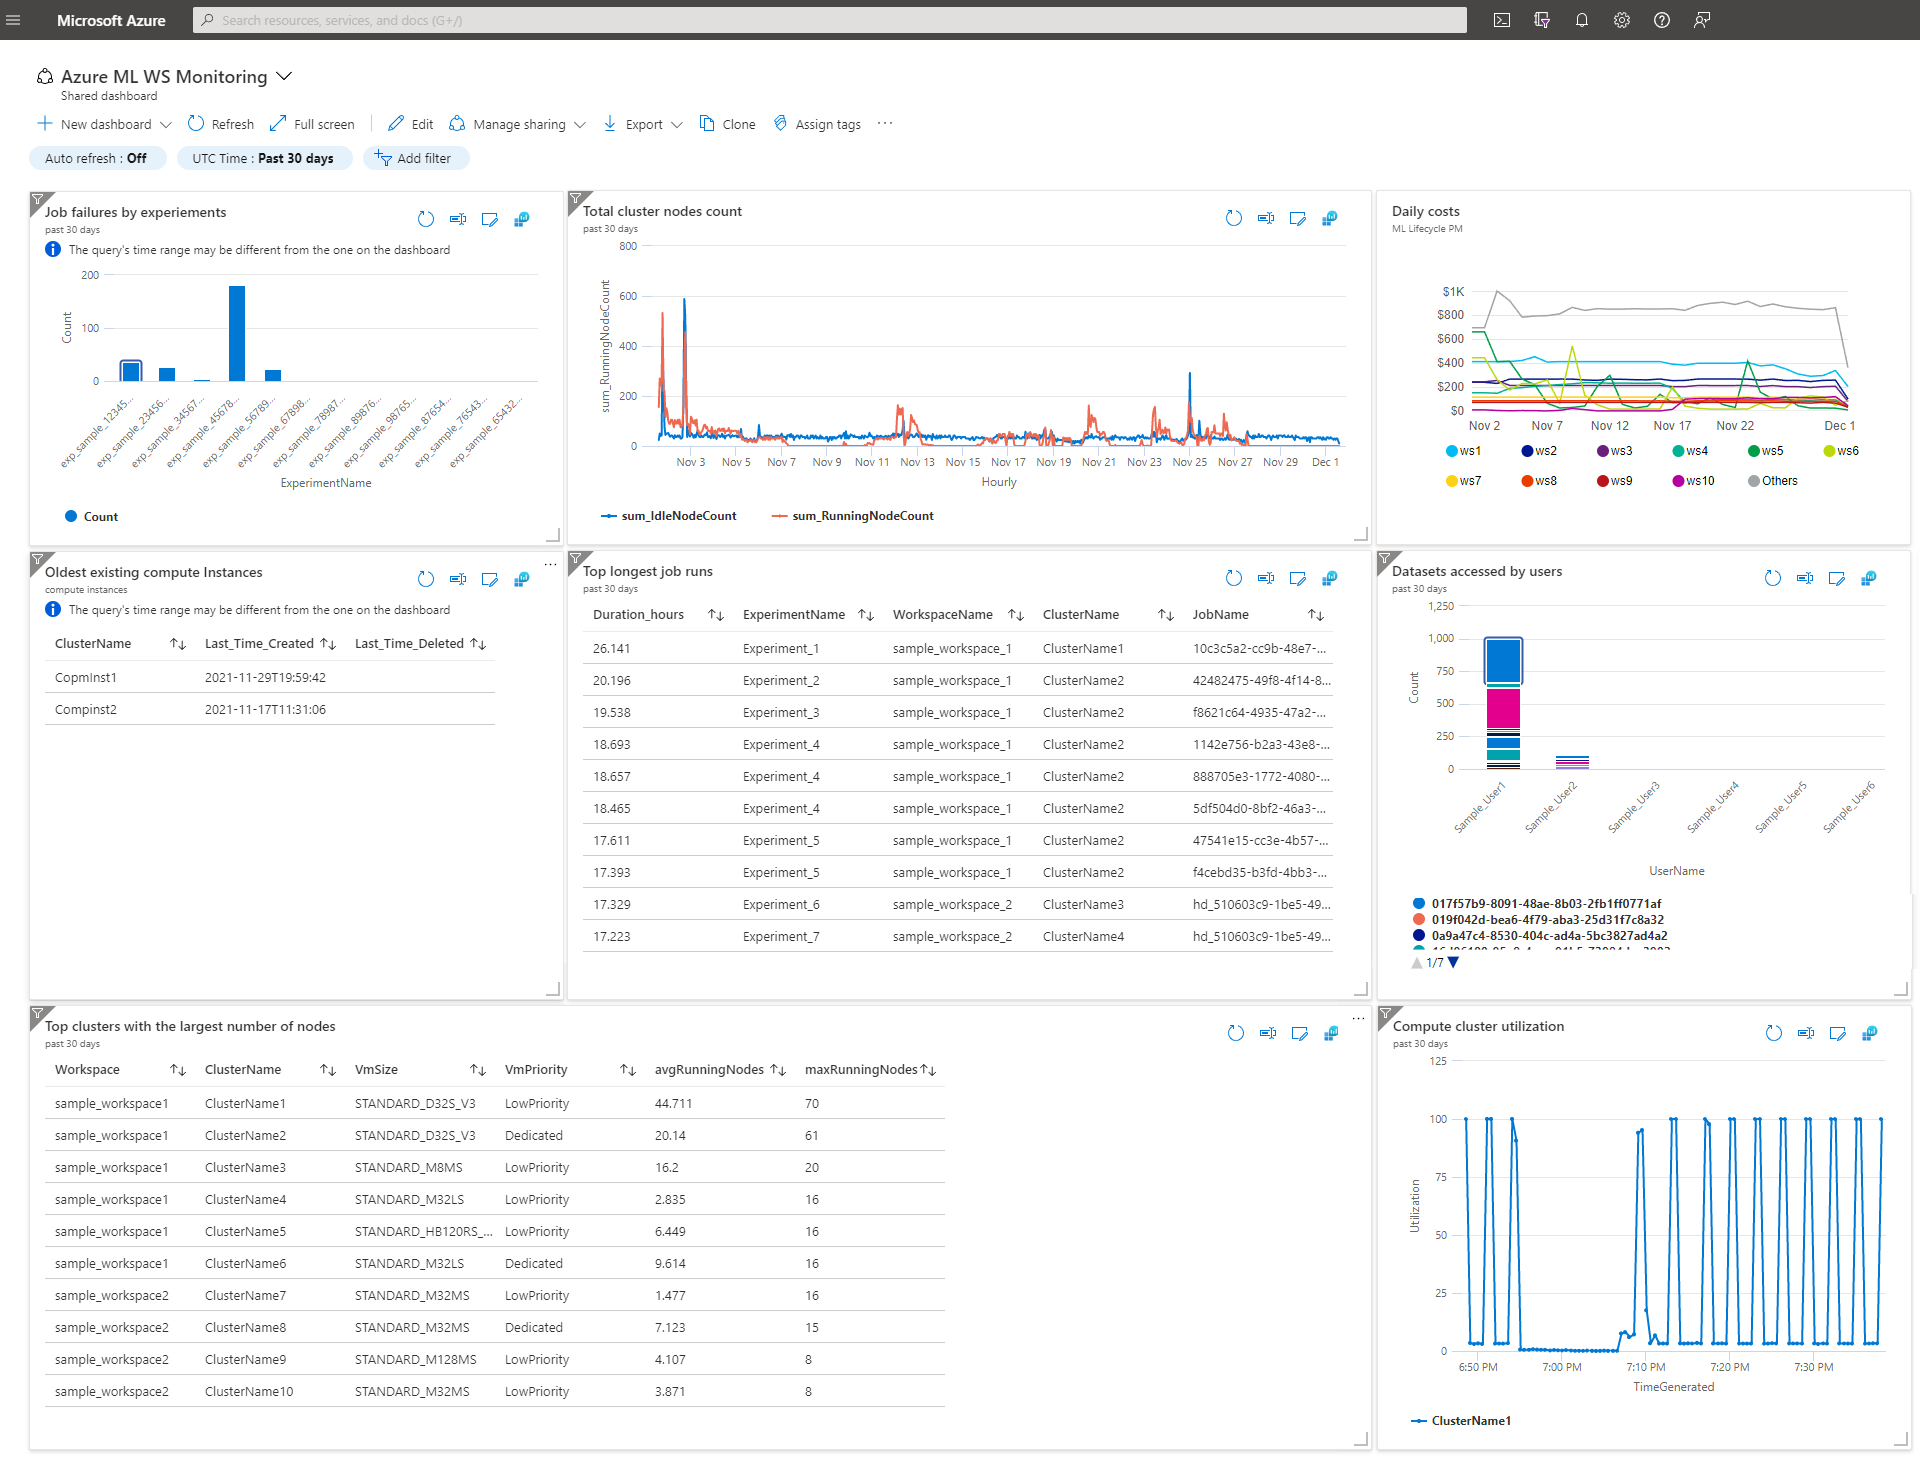 Microsoft Azure
Search resources, services, and docs (G+/)
Azure ML WS Monitoring
Shared dashboard
New dashboard Refresh Full screen Edit Manage sharing Export Clone Assign tags ...
Auto refresh : Off UTC Time : Past 30 days Add filter
Job failures by experiements
past 30 days
The query's time range may be different from the one on the dashboard
200
100
0
Count
exp_sample_12345...
exp_sample_23456...
exp_sample_34567...
exp_sample_45678...
exp_sample_56789...
exp_sample_67898...
exp_sample_78987...
exp_sample_89876...
exp_sample_98765...
exp_sample_87654...
exp_sample_76543...
exp_sample_65432...
ExperimentName
Count
Total cluster nodes count
past 30 days
800
600
400
200
0
sum_RunningNodeCount
Nov 3 Nov 5 Nov 7 Nov 9 Nov 11 Nov 13 Nov 15 Nov 17 Nov 19 Nov 21 Nov 23 Nov 25 Nov 27 Nov 29 Dec 1
Hourly
sum_IdleNodeCount sum_RunningNodeCount
Daily costs
ML Lifecycle PM
$1K
$800
$600
$400
$200
$0
Nov 2 Nov 7 Nov 12 Nov 17 Nov 22 Dec 1
ws1 ws2 ws3 ws4 ws5 ws6
ws7 ws8 ws9 ws10 Others
Oldest existing compute Instances
compute instances
The query's time range may be different from the one on the dashboard
ClusterName Last_Time_Created Last_Time_Deleted
CopmInst1 2021-11-29T19:59:42
Compinst2 2021-11-17T11:31:06
...
Top longest job runs
past 30 days
Duration_hours ExperimentName WorkspaceName ClusterName JobName
26.141 Experiment_1 sample_workspace_1 ClusterName1 10c3c5a2-cc9b-48e7-...
20.196 Experiment_2 sample_workspace_1 ClusterName2 42482475-49f8-4f14-8...
19.538 Experiment_3 sample_workspace_1 ClusterName2 f8621c64-4935-47a2-...
18.693 Experiment_4 sample_workspace_1 ClusterName2 1142e756-b2a3-43e8-...
18.657 Experiment_4 sample_workspace_1 ClusterName2 888705e3-1772-4080-...
18.465 Experiment_4 sample_workspace_1 ClusterName2 5df504d0-8bf2-46a3-...
17.611 Experiment_5 sample_workspace_1 ClusterName2 47541e15-cc3e-4b57-...
17.393 Experiment_5 sample_workspace_1 ClusterName2 f4cebd35-b3fd-4bb3-...
17.329 Experiment_6 sample_workspace_2 ClusterName3 hd_510603c9-1be5-49...
17.223 Experiment_7 sample_workspace_2 ClusterName4 hd_510603c9-1be5-49...
Datasets accessed by users
past 30 days
1,250
1,000
750
500
250
0
Count
Sample_User1
Sample_User2
Sample_User3
Sample_User4
Sample_User5
Sample_User6
UserName
017f57b9-8091-48ae-8b03-2fb1ff0771af
019f042d-bea6-4f79-aba3-25d31f7c8a32
0a9a47c4-8530-404c-ad4a-5bc3827ad4a2
1/7
Top clusters with the largest number of nodes
past 30 days
...
Workspace ClusterName VmSize VmPriority avgRunningNodes maxRunningNodes
sample_workspace1 ClusterName1 STANDARD_D32S_V3 LowPriority 44.711 70
sample_workspace1 ClusterName2 STANDARD_D32S_V3 Dedicated 20.14 61
sample_workspace1 ClusterName3 STANDARD_M8MS LowPriority 16.2 20
sample_workspace1 ClusterName4 STANDARD_M32LS LowPriority 2.835 16
sample_workspace1 ClusterName5 STANDARD_HB120RS_... LowPriority 6.449 16
sample_workspace1 ClusterName6 STANDARD_M32LS Dedicated 9.614 16
sample_workspace2 ClusterName7 STANDARD_M32MS LowPriority 1.477 16
sample_workspace2 ClusterName8 STANDARD_M32MS Dedicated 7.123 15
sample_workspace2 ClusterName9 STANDARD_M128MS LowPriority 4.107 8
sample_workspace2 ClusterName10 STANDARD_M32MS LowPriority 3.871 8
Compute cluster utilization
past 30 days
125
100
75
50
25
0
Utilization
6:50 PM 7:00 PM 7:10 PM 7:20 PM 7:30 PM
TimeGenerated
ClusterName1